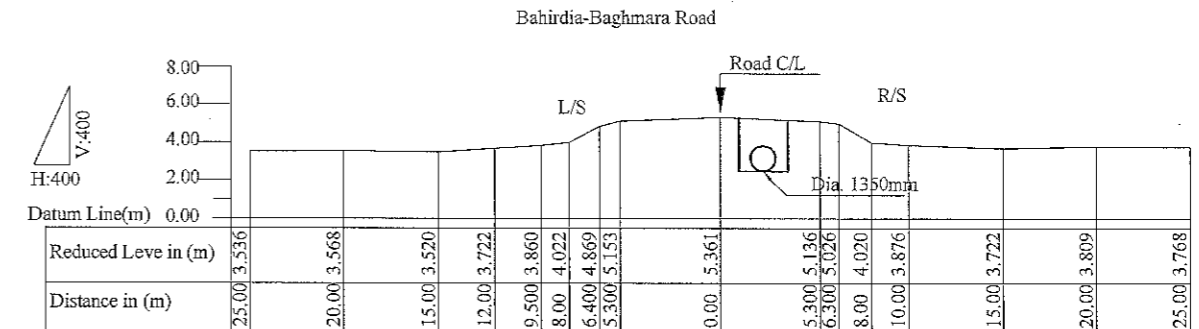 Bahirdia-Baghmara Road
Road C/L
8.00
6.00
L/S
R/S
V:400
4.00
H:400
2.00
Dia. 1350mm
Datum Line(m) 0.00
Reduced Leve in (m) 3.536 3.568 3.520 3.722 3.860 4.022 4.869 5.153 5.361 5.136 5.026 4.020 3.876 3.722 3.809 3.768
Distance in (m) 25.00 20.00 15.00 12.00 9.500 8.00 6.400 5.300 0.00 5.300 6.300 8.00 10.00 15.00 20.00 25.00